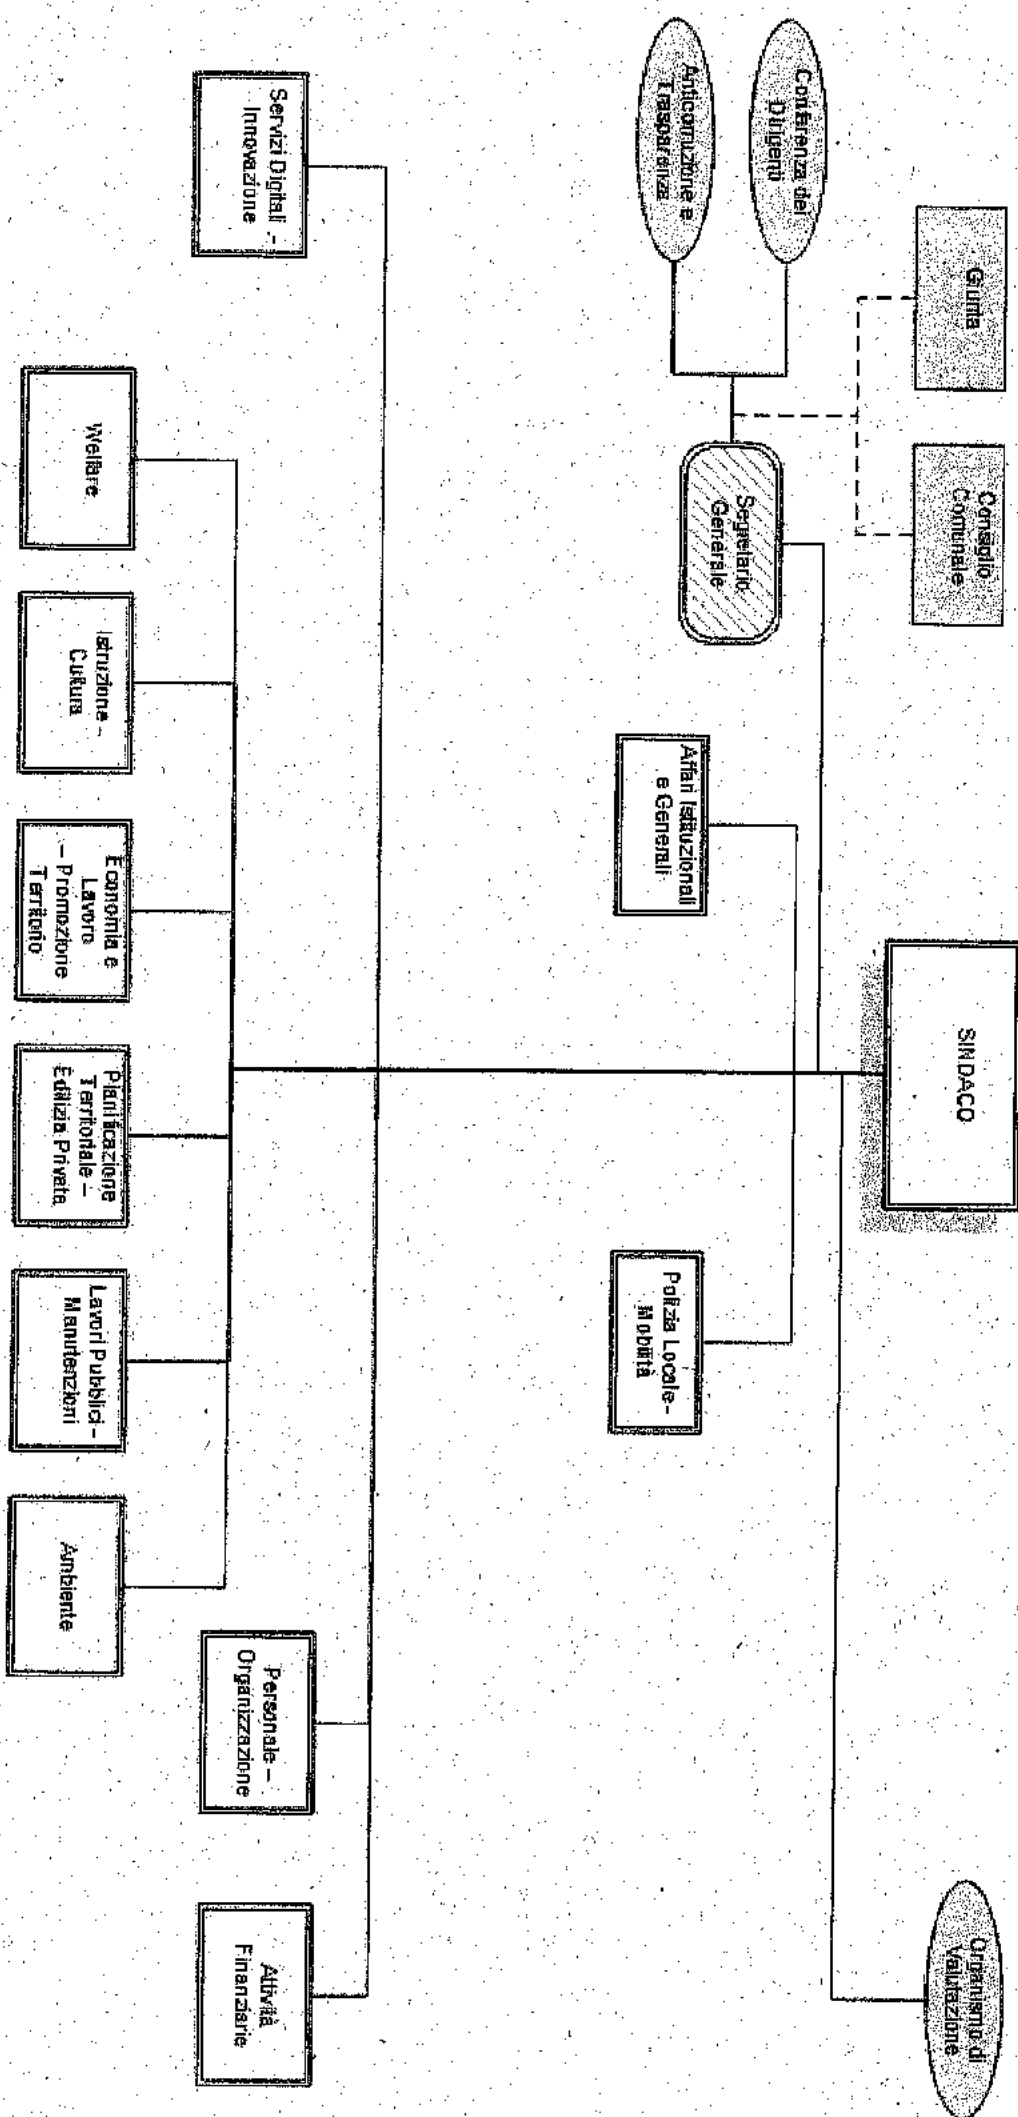 SINDACO
Giunta
Consiglio
Comunale
Organismo di
Valutazione
Conferenza dei
Dirigenti
Anticorruzione e
Trasparenza
Segretario
Generale
Affari Istituzionali
e Generali
Polizia Locale –
Mobilità
Servizi Digitali –
Innovazione
Personale –
Organizzazione
Attività
Finanziarie
Welfare
Istruzione –
Cultura
Economia e
Lavoro
– Promozione
Territorio
Pianificazione
Territoriale –
Edilizia Privata
Lavori Pubblici –
Manutenzioni
Ambiente